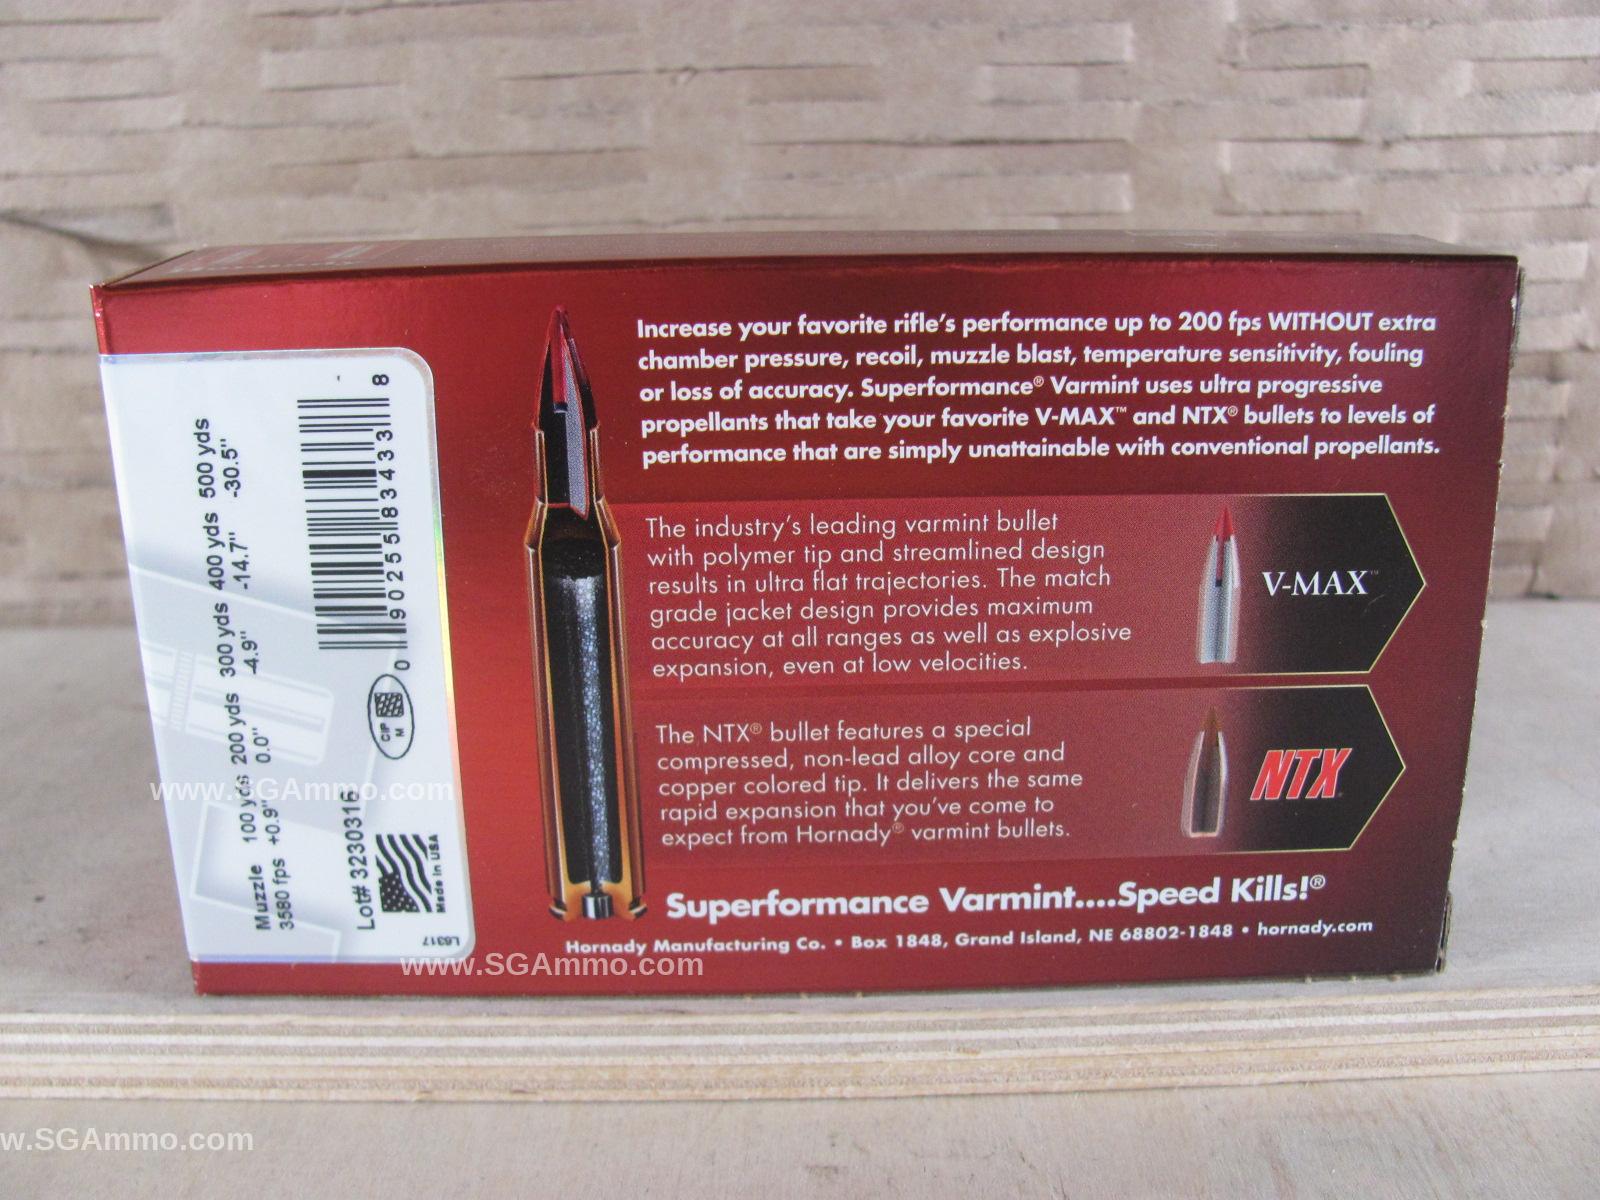 Increase your favorite rifle's performance up to 200 fps WITHOUT extra
chamber pressure, recoil, muzzle blast, temperature sensitivity, fouling
or loss of accuracy. Superformance® Varmint uses ultra progressive
propellants that take your favorite V-MAX™ and NTX® bullets to levels of
performance that are simply unattainable with conventional propellants.
The industry's leading varmint bullet
with polymer tip and streamlined design
results in ultra flat trajectories. The match
grade jacket design provides maximum
accuracy at all ranges as well as explosive
expansion, even at low velocities.
V-MAX™
The NTX® bullet features a special
compressed, non-lead alloy core and
copper colored tip. It delivers the same
rapid expansion that you've come to
expect from Hornady® varmint bullets.
NTX
Superformance Varmint....Speed Kills!®
Hornady Manufacturing Co. • Box 1848, Grand Island, NE 68802-1848 • hornady.com
Muzzle 100 yds 200 yds 300 yds 400 yds 500 yds
3580 fps +0.9" 0.0" -4.9" -14.7" -30.5"
0 90255 83433 8
CIP
M
Lot# 3230316
Made in USA
L6317
www.SGAmmo.com
www.SGAmmo.com
w.SGAmmo.com